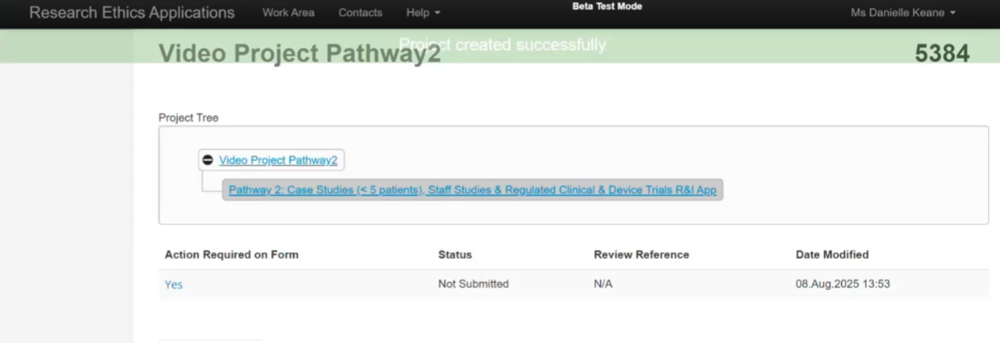 Research Ethics Applications Work Area Contacts Help Beta Test Mode Ms Danielle Keane
Project created successfully
Video Project Pathway2 5384
Project Tree
Video Project Pathway2
Pathway 2: Case Studies (< 5 patients), Staff Studies & Regulated Clinical & Device Trials R&I App
Action Required on Form Status Review Reference Date Modified
Yes Not Submitted N/A 08.Aug.2025 13:53